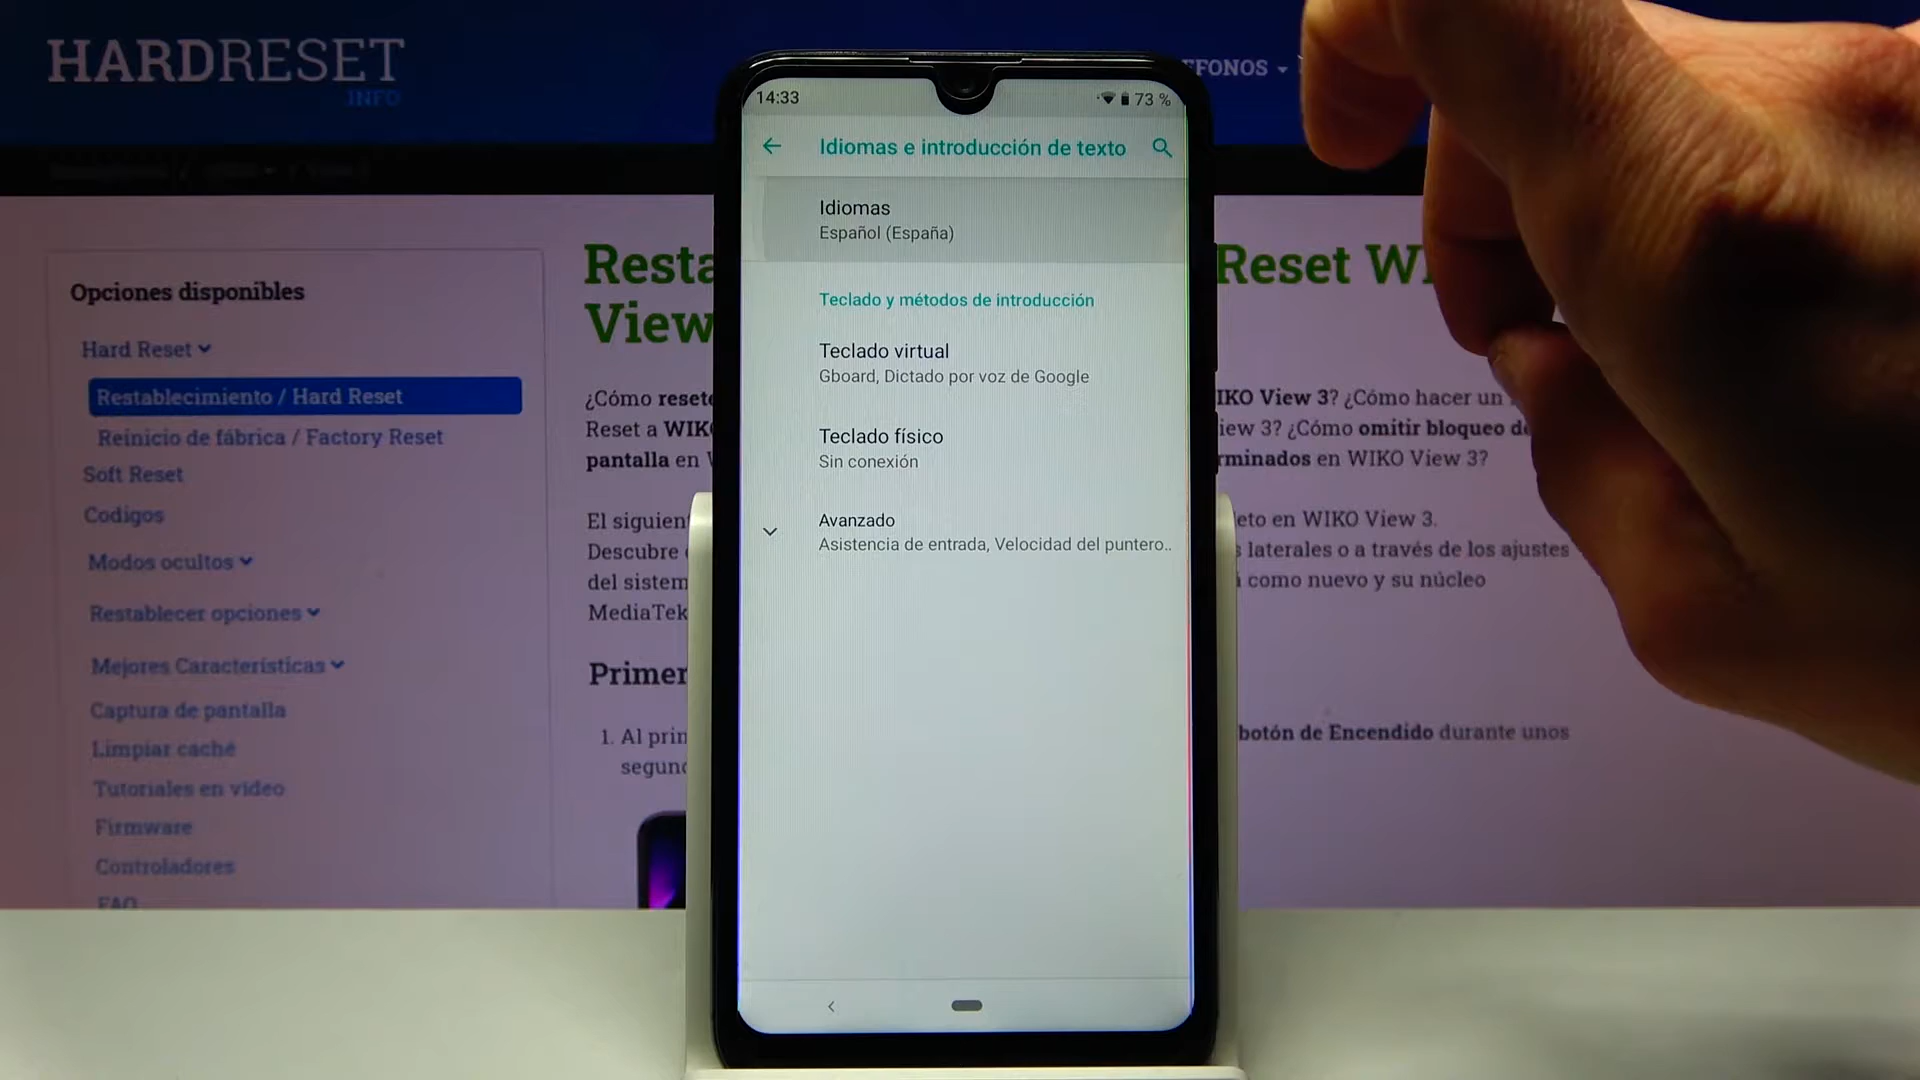 HARDRESET
INFO
EFONOS
14:33
73 %
Idiomas e introducción de texto
Idiomas
Español (España)
Teclado y métodos de introducción
Teclado virtual
Gboard, Dictado por voz de Google
Teclado físico
Sin conexión
Avanzado
Asistencia de entrada, Velocidad del puntero..
Opciones disponibles
Hard Reset
Restablecimiento / Hard Reset
Reinicio de fábrica / Factory Reset
Soft Reset
Codigos
Modos ocultos
Restablecer opciones
Mejores Características
Captura de pantalla
Limpiar caché
Tutoriales en vídeo
Firmware
Controladores
FAQ
Resta Reset WI
View
¿Cómo resete IKO View 3? ¿Cómo hacer un
Reset a WIK iew 3? ¿Cómo omitir bloqueo de
pantalla en rminados en WIKO View 3?
El siguien eto en WIKO View 3.
Descubre s laterales o a través de los ajustes
del sistem á como nuevo y su núcleo
MediaTek
Primer
1. Al prin botón de Encendido durante unos
segund